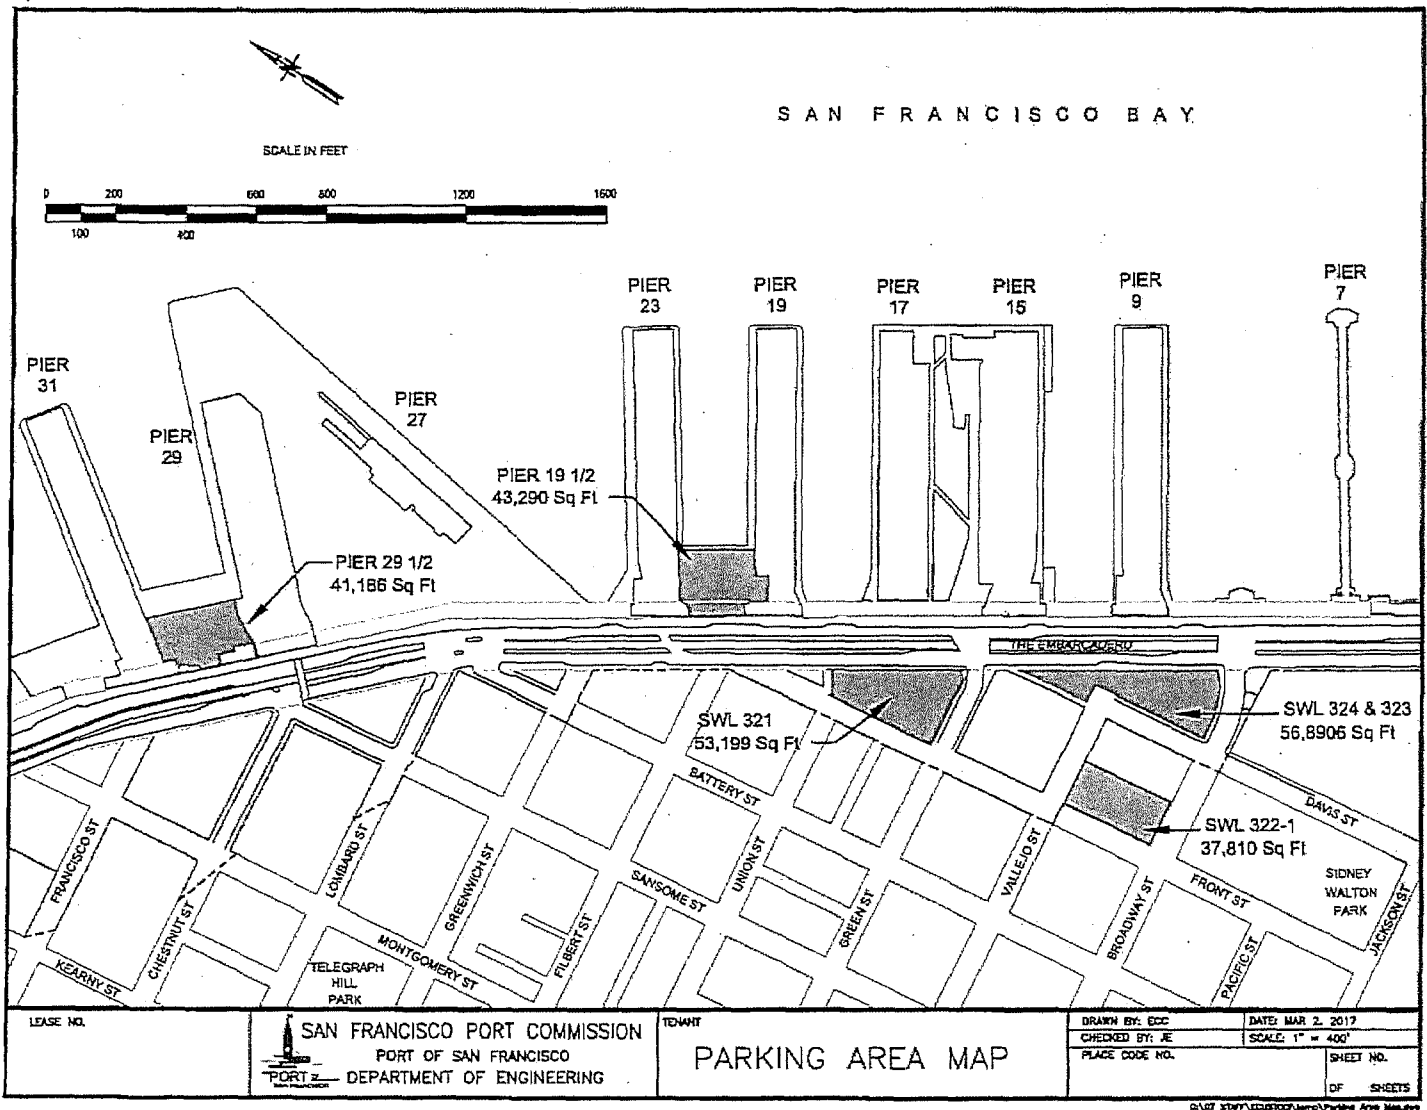 SAN FRANCISCO BAY
SCALE IN FEET
0 200 600 800 1200 1600
100 400
PIER
31
PIER
29
PIER
27
PIER
23
PIER
19
PIER
17
PIER
15
PIER
9
PIER
7
PIER 19 1/2
43,290 Sq Ft
PIER 29 1/2
41,186 Sq Ft
THE EMBARCADERO
SWL 321
53,199 Sq Ft
SWL 324 & 323
56,8906 Sq Ft
SWL 322-1
37,810 Sq Ft
BATTERY ST
DAVIS ST
FRANCISCO ST
LOMBARD ST
GREENWICH ST
UNION ST
VALLEJO ST
SANSOME ST
FRONT ST
SIDNEY
WALTON
PARK
CHESTNUT ST
FILBERT ST
GREEN ST
BROADWAY ST
JACKSON ST
KEARNY ST
MONTGOMERY ST
PACIFIC ST
TELEGRAPH
HILL
PARK
LEASE NO.
SAN FRANCISCO PORT COMMISSION
PORT OF SAN FRANCISCO
DEPARTMENT OF ENGINEERING
PORT
TENANT
PARKING AREA MAP
DRAWN BY: ECC
DATE: MAR 2, 2017
CHECKED BY: JE
SCALE: 1" = 400'
PLACE CODE NO.
SHEET NO.
OF SHEETS